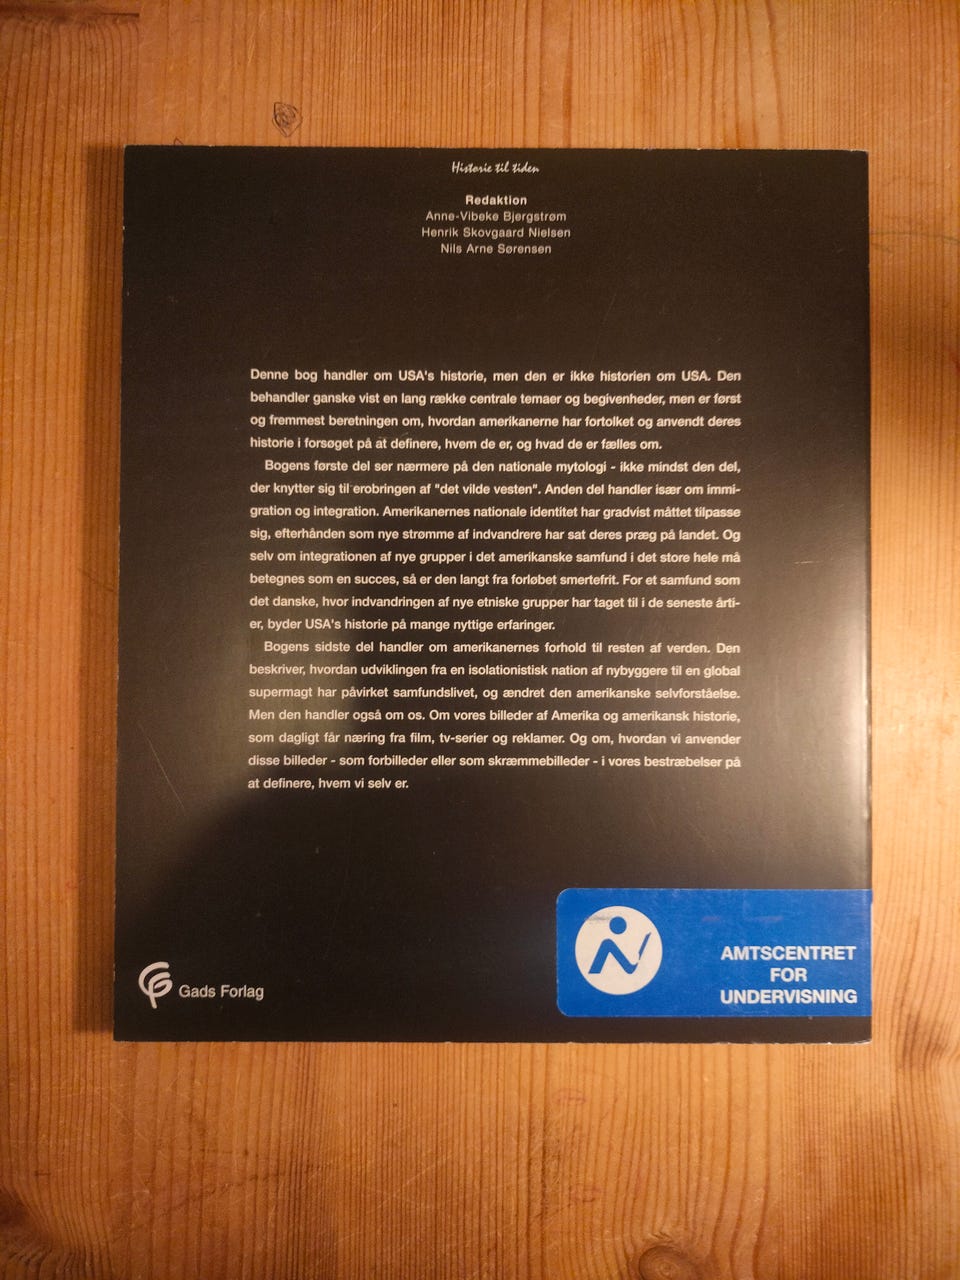 Historie til tiden
Redaktion
Anne-Vibeke Bjergstrøm
Henrik Skovgaard Nielsen
Nils Arne Sørensen
Denne bog handler om USA's historie, men den er ikke historien om USA. Den
behandler ganske vist en lang række centrale temaer og begivenheder, men er først
og fremmest beretningen om, hvordan amerikanerne har fortolket og anvendt deres
historie i forsøget på at definere, hvem de er, og hvad de er fælles om.
Bogens første del ser nærmere på den nationale mytologi - ikke mindst den del,
der knytter sig til erobringen af "det vilde vesten". Anden del handler især om immi-
gration og integration. Amerikanernes nationale identitet har gradvist måttet tilpasse
sig, efterhånden som nye strømme af indvandrere har sat deres præg på landet. Og
selv om integrationen af nye grupper i det amerikanske samfund i det store hele må
betegnes som en succes, så er den langt fra forløbet smertefrit. For et samfund som
det danske, hvor indvandringen af nye etniske grupper har taget til i de seneste årti-
er, byder USA's historie på mange nyttige erfaringer.
Bogens sidste del handler om amerikanernes forhold til resten af verden. Den
beskriver, hvordan udviklingen fra en isolationistisk nation af nybyggere til en global
supermagt har påvirket samfundslivet, og ændret den amerikanske selvforståelse.
Men den handler også om os. Om vores billeder af Amerika og amerikansk historie,
som dagligt får næring fra film, tv-serier og reklamer. Og om, hvordan vi anvender
disse billeder - som forbilleder eller som skræmmebilleder - i vores bestræbelser på
at definere, hvem vi selv er.
Gads Forlag
AMTSCENTRET
FOR
UNDERVISNING